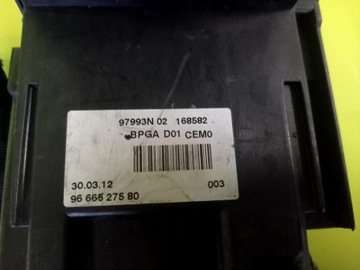 97993N 02 168582
BPGA D01 CEM0
30.03.12 003
96 665 275 80